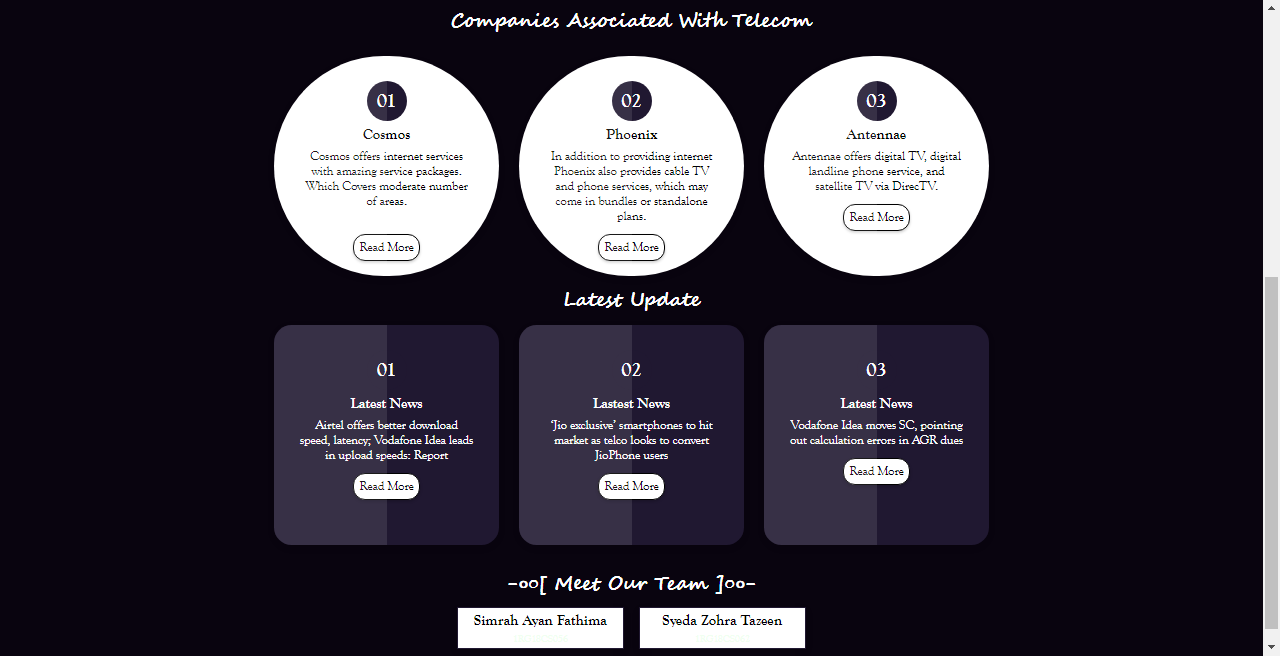 Companies Associated With Telecom
01
Cosmos
Cosmos offers internet services
with amazing service packages.
Which Covers moderate number
of areas.
Read More
02
Phoenix
In addition to providing internet
Phoenix also provides cable TV
and phone services, which may
come in bundles or standalone
plans.
Read More
03
Antennae
Antennae offers digital TV, digital
landline phone service, and
satellite TV via DirecTV.
Read More
Latest Update
01
Latest News
Airtel offers better download
speed, latency; Vodafone Idea leads
in upload speeds: Report
Read More
02
Lastest News
‘Jio exclusive’ smartphones to hit
market as telco looks to convert
JioPhone users
Read More
03
Latest News
Vodafone Idea moves SC, pointing
out calculation errors in AGR dues
Read More
-oo[ Meet Our Team ]oo-
Simrah Ayan Fathima
Syeda Zohra Tazeen